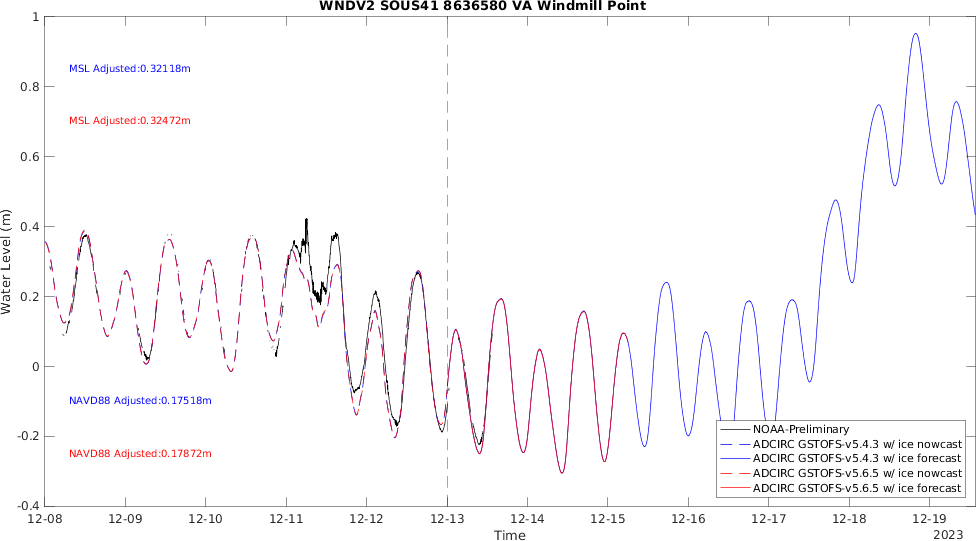 WNDV2 SOUS41 8636580 VA Windmill Point
MSL Adjusted:0.32118m
MSL Adjusted:0.32472m
NAVD88 Adjusted:0.17518m
NAVD88 Adjusted:0.17872m
Water Level (m)
1
0.8
0.6
0.4
0.2
0
-0.2
-0.4
NOAA-Preliminary
ADCIRC GSTOFS-v5.4.3 w/ ice nowcast
ADCIRC GSTOFS-v5.4.3 w/ ice forecast
ADCIRC GSTOFS-v5.6.5 w/ ice nowcast
ADCIRC GSTOFS-v5.6.5 w/ ice forecast
12-08 12-09 12-10 12-11 12-12 12-13 12-14 12-15 12-16 12-17 12-18 12-19
Time
2023